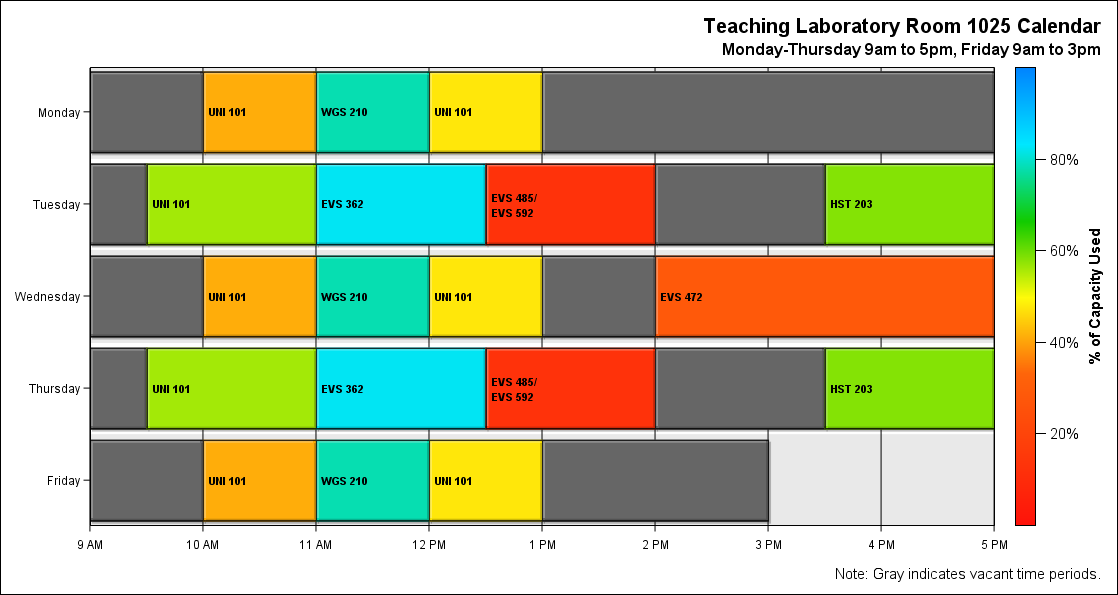 Teaching Laboratory Room 1025 Calendar
Monday-Thursday 9am to 5pm, Friday 9am to 3pm
Monday
UNI 101
WGS 210
UNI 101
Tuesday
UNI 101
EVS 362
EVS 485/
EVS 592
HST 203
Wednesday
UNI 101
WGS 210
UNI 101
EVS 472
Thursday
UNI 101
EVS 362
EVS 485/
EVS 592
HST 203
Friday
UNI 101
WGS 210
UNI 101
9 AM
10 AM
11 AM
12 PM
1 PM
2 PM
3 PM
4 PM
5 PM
80%
60%
40%
20%
% of Capacity Used
Note: Gray indicates vacant time periods.